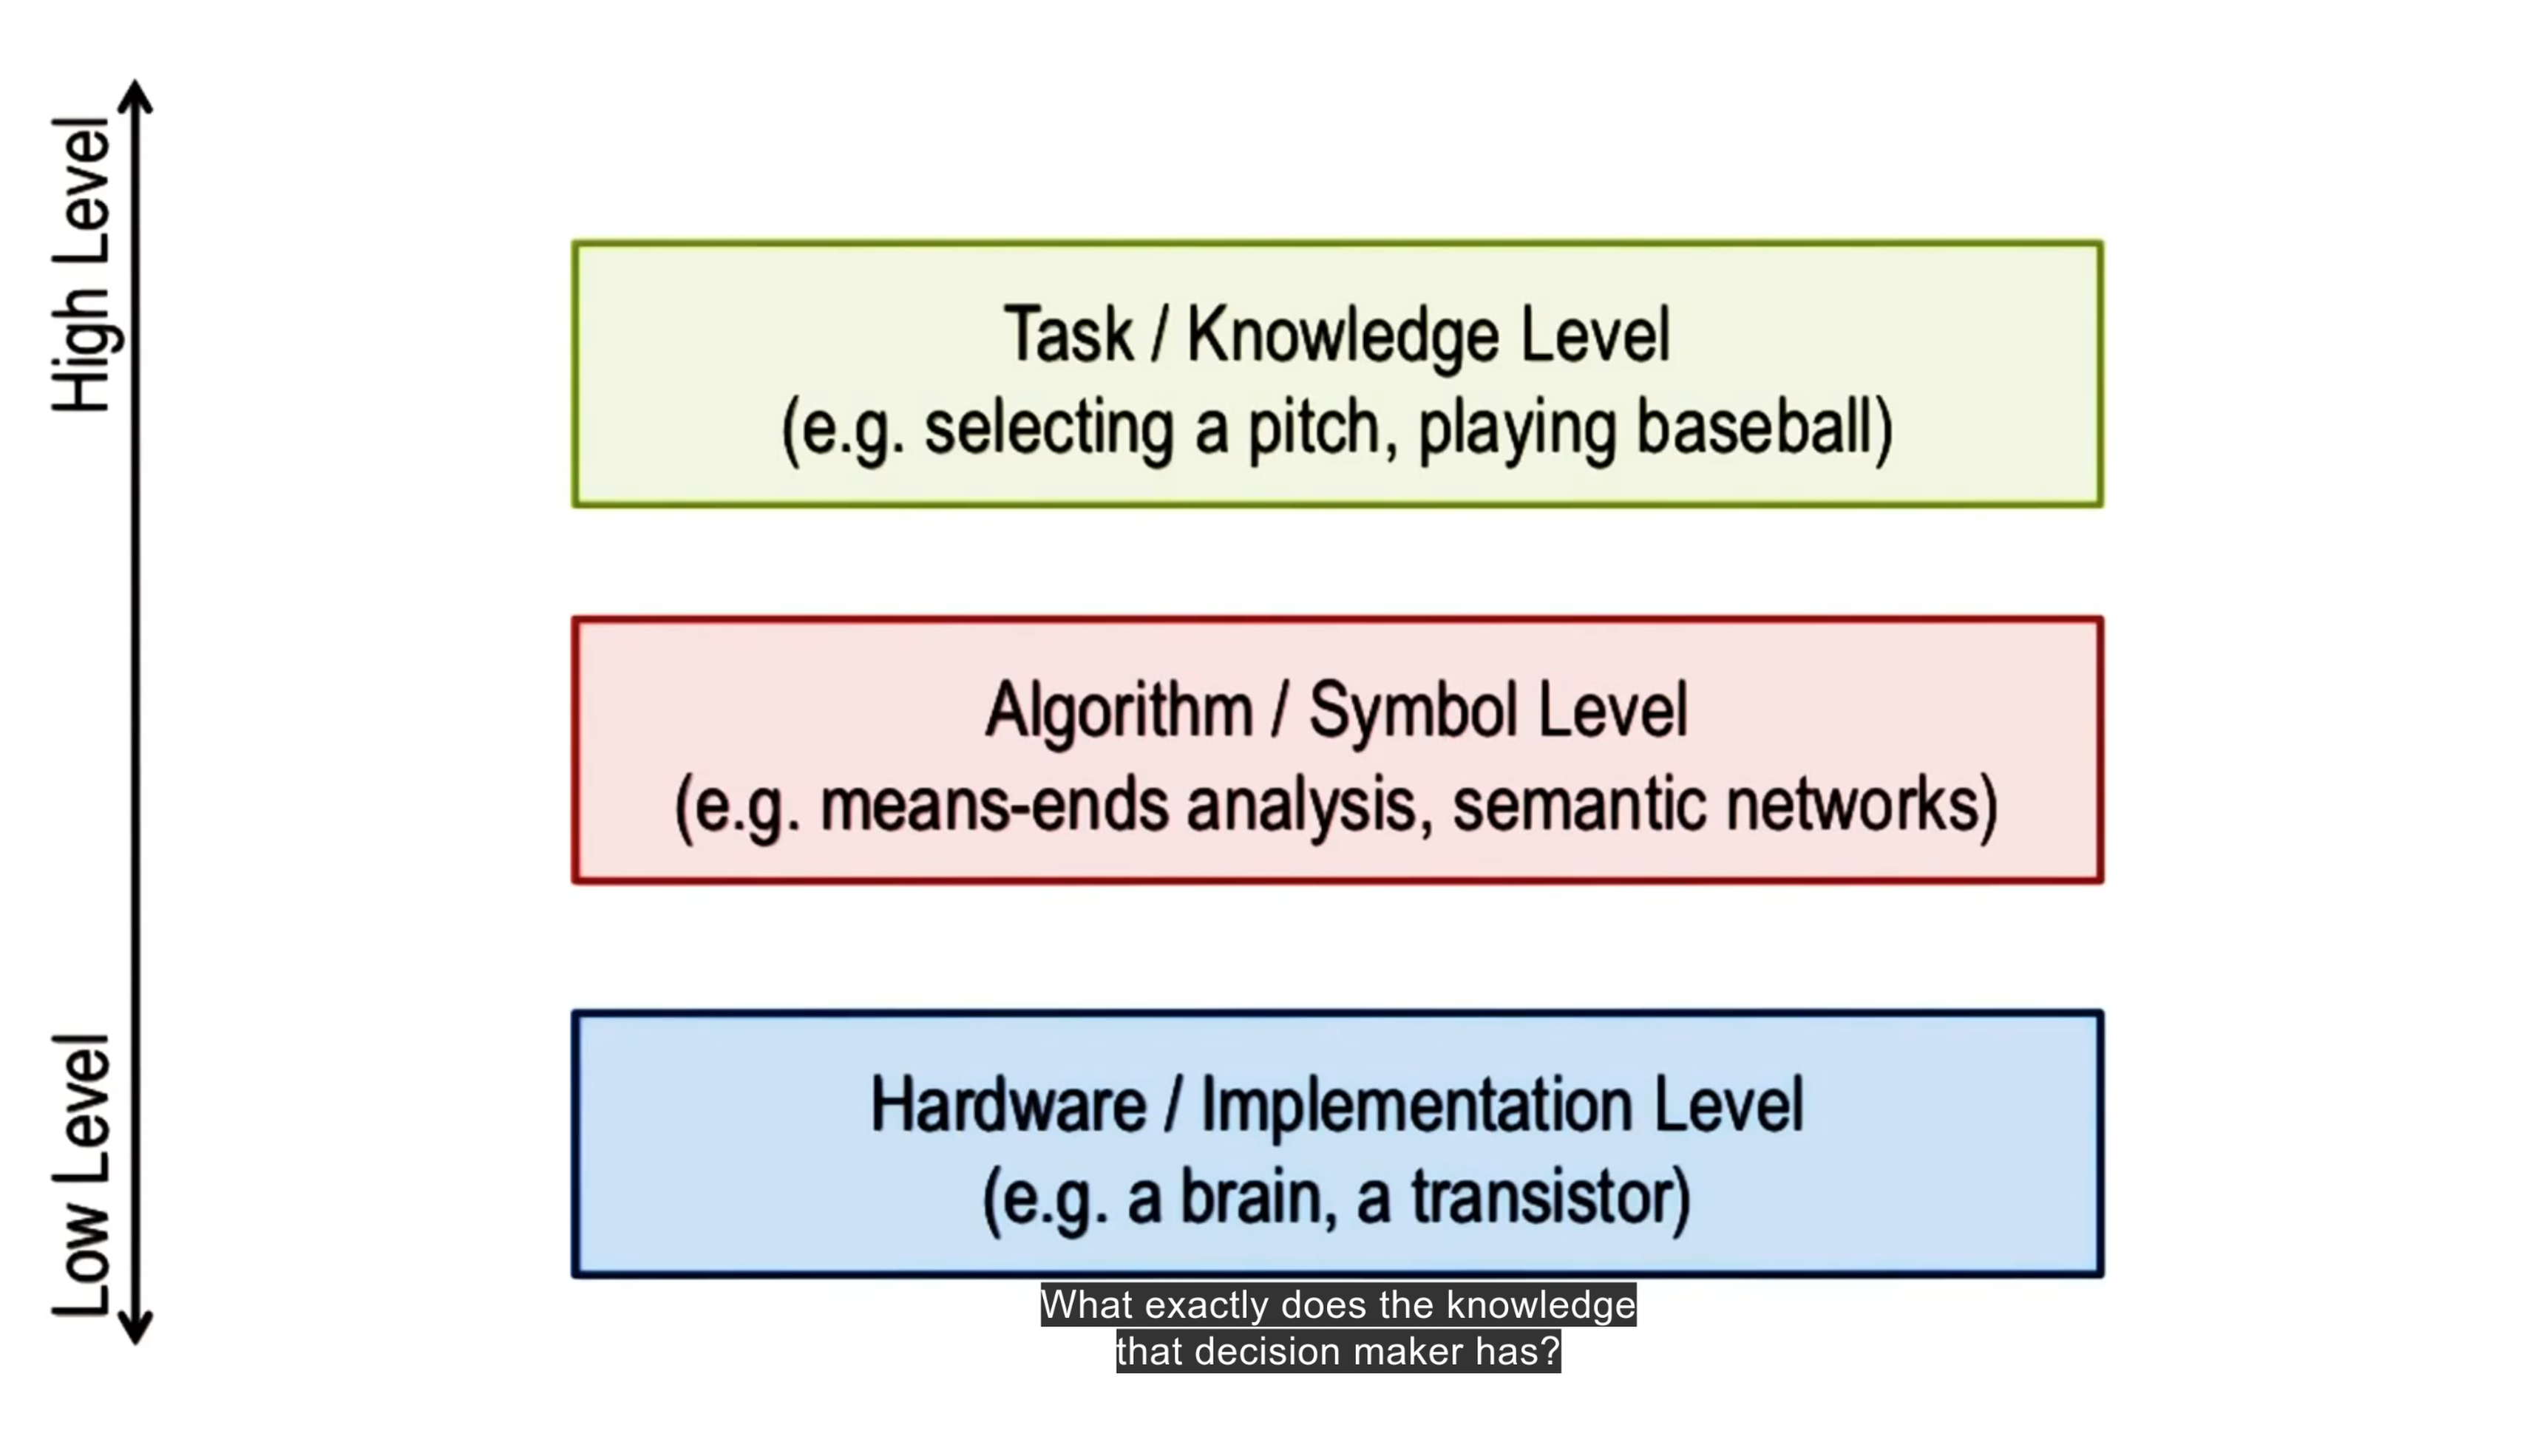 High Level
Task / Knowledge Level
(e.g. selecting a pitch, playing baseball)
Algorithm / Symbol Level
(e.g. means-ends analysis, semantic networks)
Low Level
Hardware / Implementation Level
(e.g. a brain, a transistor)
What exactly does the knowledge
that decision maker has?